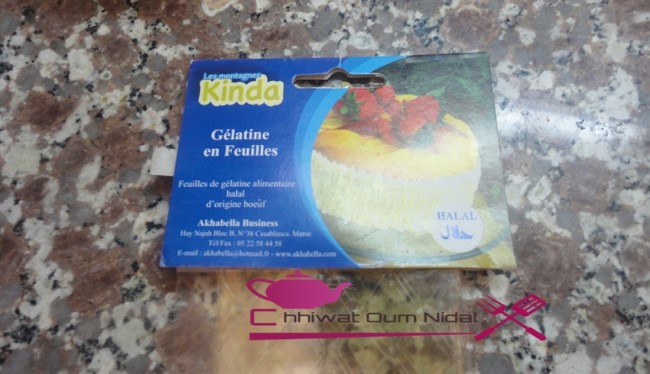 Les montagnes
Kinda
Gélatine
en Feuilles
Feuilles de gélatine alimentaire
halal
d'origine boeuf
Akhabella Business
Hay Najah Bloc B, N°38 Casablanca. Maroc
Tél/Fax : 05 22 58 44 56
E-mail : akhabella@hotmail.fr - www.akhabella.com
HALAL
حلال
Chhiwat Oum Nidal